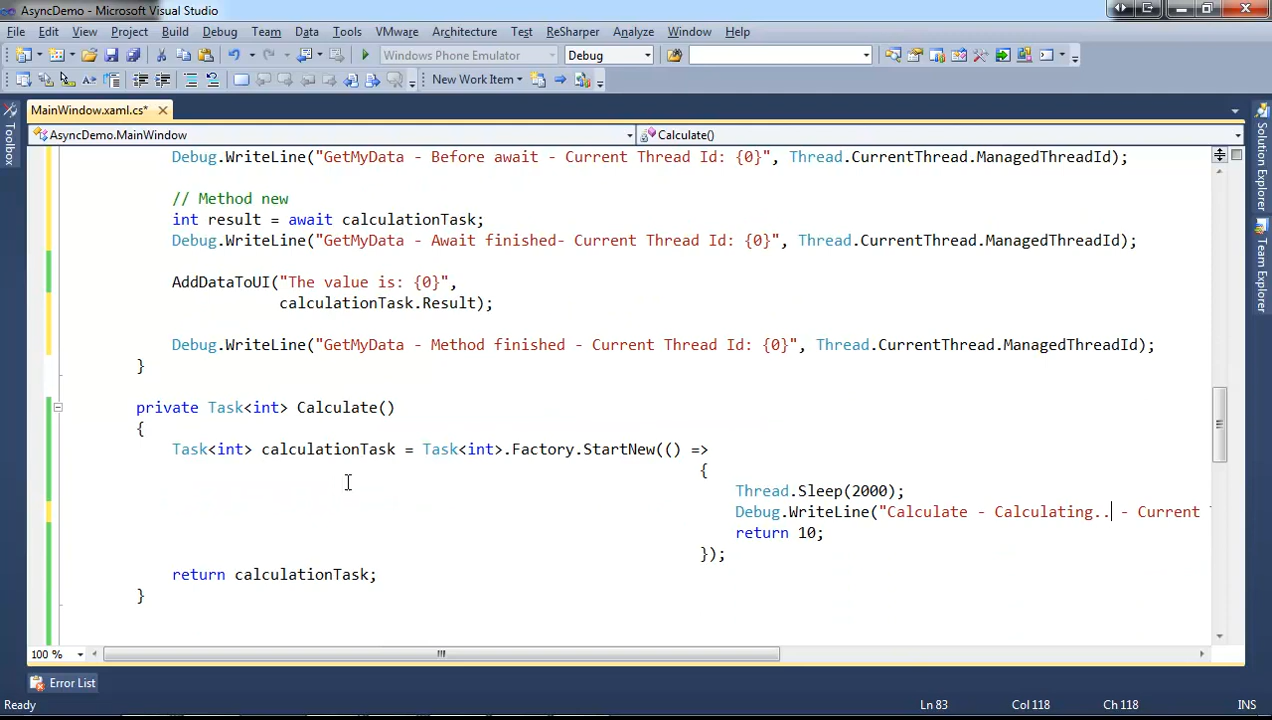 AsyncDemo - Microsoft Visual Studio
File Edit View Project Build Debug Team Data Tools VMware Architecture Test ReSharper Analyze Window Help
Windows Phone Emulator Debug
New Work Item
MainWindow.xaml.cs*
AsyncDemo.MainWindow Calculate()
Debug.WriteLine("GetMyData - Before await - Current Thread Id: {0}", Thread.CurrentThread.ManagedThreadId);
// Method new
int result = await calculationTask;
Debug.WriteLine("GetMyData - Await finished- Current Thread Id: {0}", Thread.CurrentThread.ManagedThreadId);
AddDataToUI("The value is: {0}",
calculationTask.Result);
Debug.WriteLine("GetMyData - Method finished - Current Thread Id: {0}", Thread.CurrentThread.ManagedThreadId);
}
private Task<int> Calculate()
{
Task<int> calculationTask = Task<int>.Factory.StartNew(() =>
{
Thread.Sleep(2000);
Debug.WriteLine("Calculate - Calculating.. - Current
return 10;
});
return calculationTask;
}
100 %
Error List
Ready Ln 83 Col 118 Ch 118 INS
Toolbox
Solution Explorer
Team Explorer